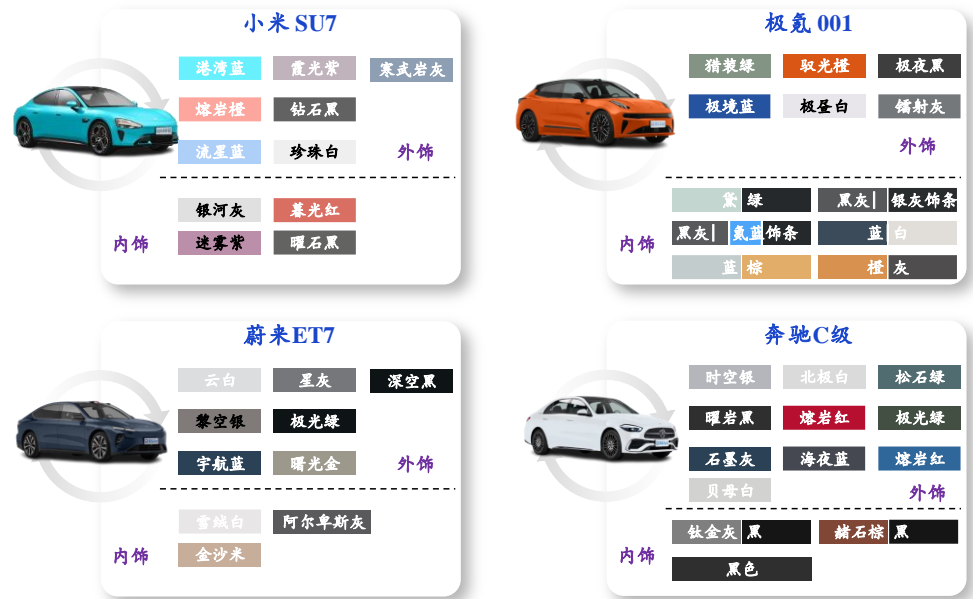 小米 SU7
港湾蓝 霞光紫 寒武岩灰
熔岩橙 钻石黑
流星蓝 珍珠白 外饰
银河灰 暮光红
内饰 迷雾紫 曜石黑
极氪 001
猎装绿 驭光橙 极夜黑
极境蓝 极昼白 镭射灰
外饰
黛 绿 黑灰| 银灰饰条
内饰 黑灰| 氪蓝饰条 蓝 白
蓝 棕 橙 灰
蔚来ET7
云白 星灰 深空黑
黎空银 极光绿
宇航蓝 曙光金 外饰
雪绒白 阿尔卑斯灰
内饰 金沙米
奔驰C级
时空银 北极白 松石绿
曜岩黑 熔岩红 极光绿
石墨灰 海夜蓝 熔岩红
贝母白 外饰
钛金灰 黑 赭石棕 黑
内饰 黑色